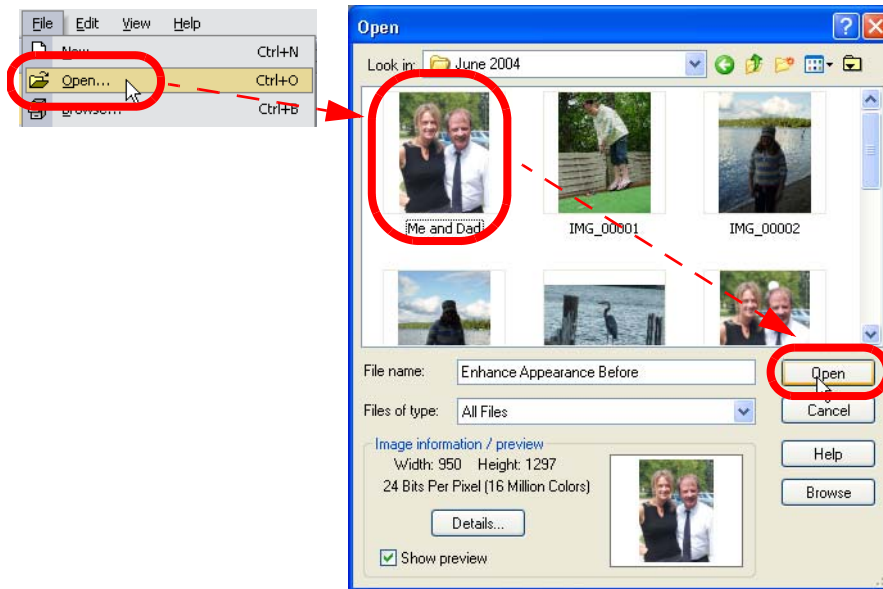 File Edit View Help
New... Ctrl+N
Open... Ctrl+O
Browse... Ctrl+B
Open
Look in: June 2004
Me and Dad IMG_00001 IMG_00002
File name: Enhance Appearance Before Open
Files of type: All Files Cancel
Image information / preview
Width: 950 Height: 1297
24 Bits Per Pixel (16 Million Colors)
Details...
Show preview
Help
Browse